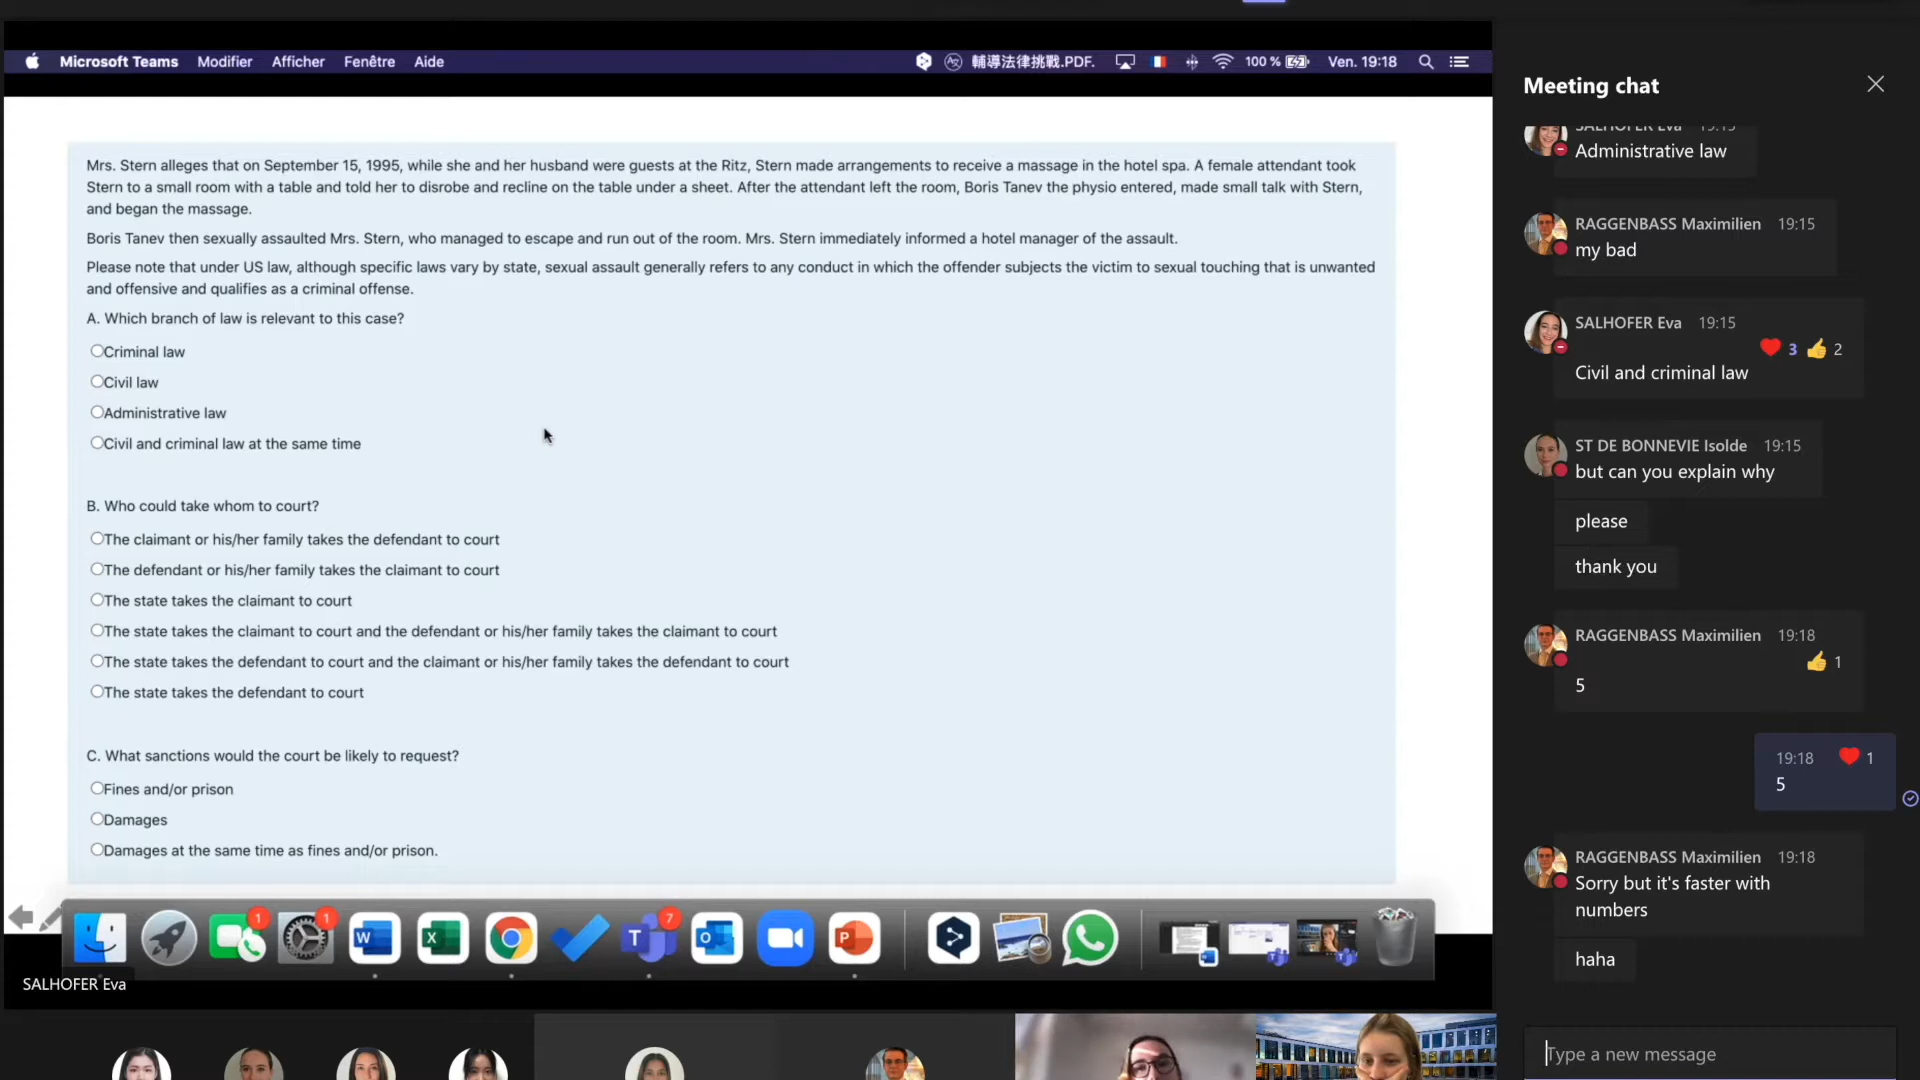 Microsoft Teams Modifier Afficher Fenêtre Aide
輔導法律挑戰.PDF. 100 % Ven. 19:18
Mrs. Stern alleges that on September 15, 1995, while she and her husband were guests at the Ritz, Stern made arrangements to receive a massage in the hotel spa. A female attendant took
Stern to a small room with a table and told her to disrobe and recline on the table under a sheet. After the attendant left the room, Boris Tanev the physio entered, made small talk with Stern,
and began the massage.
Boris Tanev then sexually assaulted Mrs. Stern, who managed to escape and run out of the room. Mrs. Stern immediately informed a hotel manager of the assault.
Please note that under US law, although specific laws vary by state, sexual assault generally refers to any conduct in which the offender subjects the victim to sexual touching that is unwanted
and offensive and qualifies as a criminal offense.
A. Which branch of law is relevant to this case?
Criminal law
Civil law
Administrative law
Civil and criminal law at the same time
B. Who could take whom to court?
The claimant or his/her family takes the defendant to court
The defendant or his/her family takes the claimant to court
The state takes the claimant to court
The state takes the claimant to court and the defendant or his/her family takes the claimant to court
The state takes the defendant to court and the claimant or his/her family takes the defendant to court
The state takes the defendant to court
C. What sanctions would the court be likely to request?
Fines and/or prison
Damages
Damages at the same time as fines and/or prison.
1
1
7
W
X
T
O
P
SALHOFER Eva
Meeting chat
SALHOFER Eva 19:15
Administrative law
RAGGENBASS Maximilien 19:15
my bad
SALHOFER Eva 19:15
3 2
Civil and criminal law
ST DE BONNEVIE Isolde 19:15
but can you explain why
please
thank you
RAGGENBASS Maximilien 19:18
1
5
19:18 1
5
RAGGENBASS Maximilien 19:18
Sorry but it's faster with
numbers
haha
Type a new message